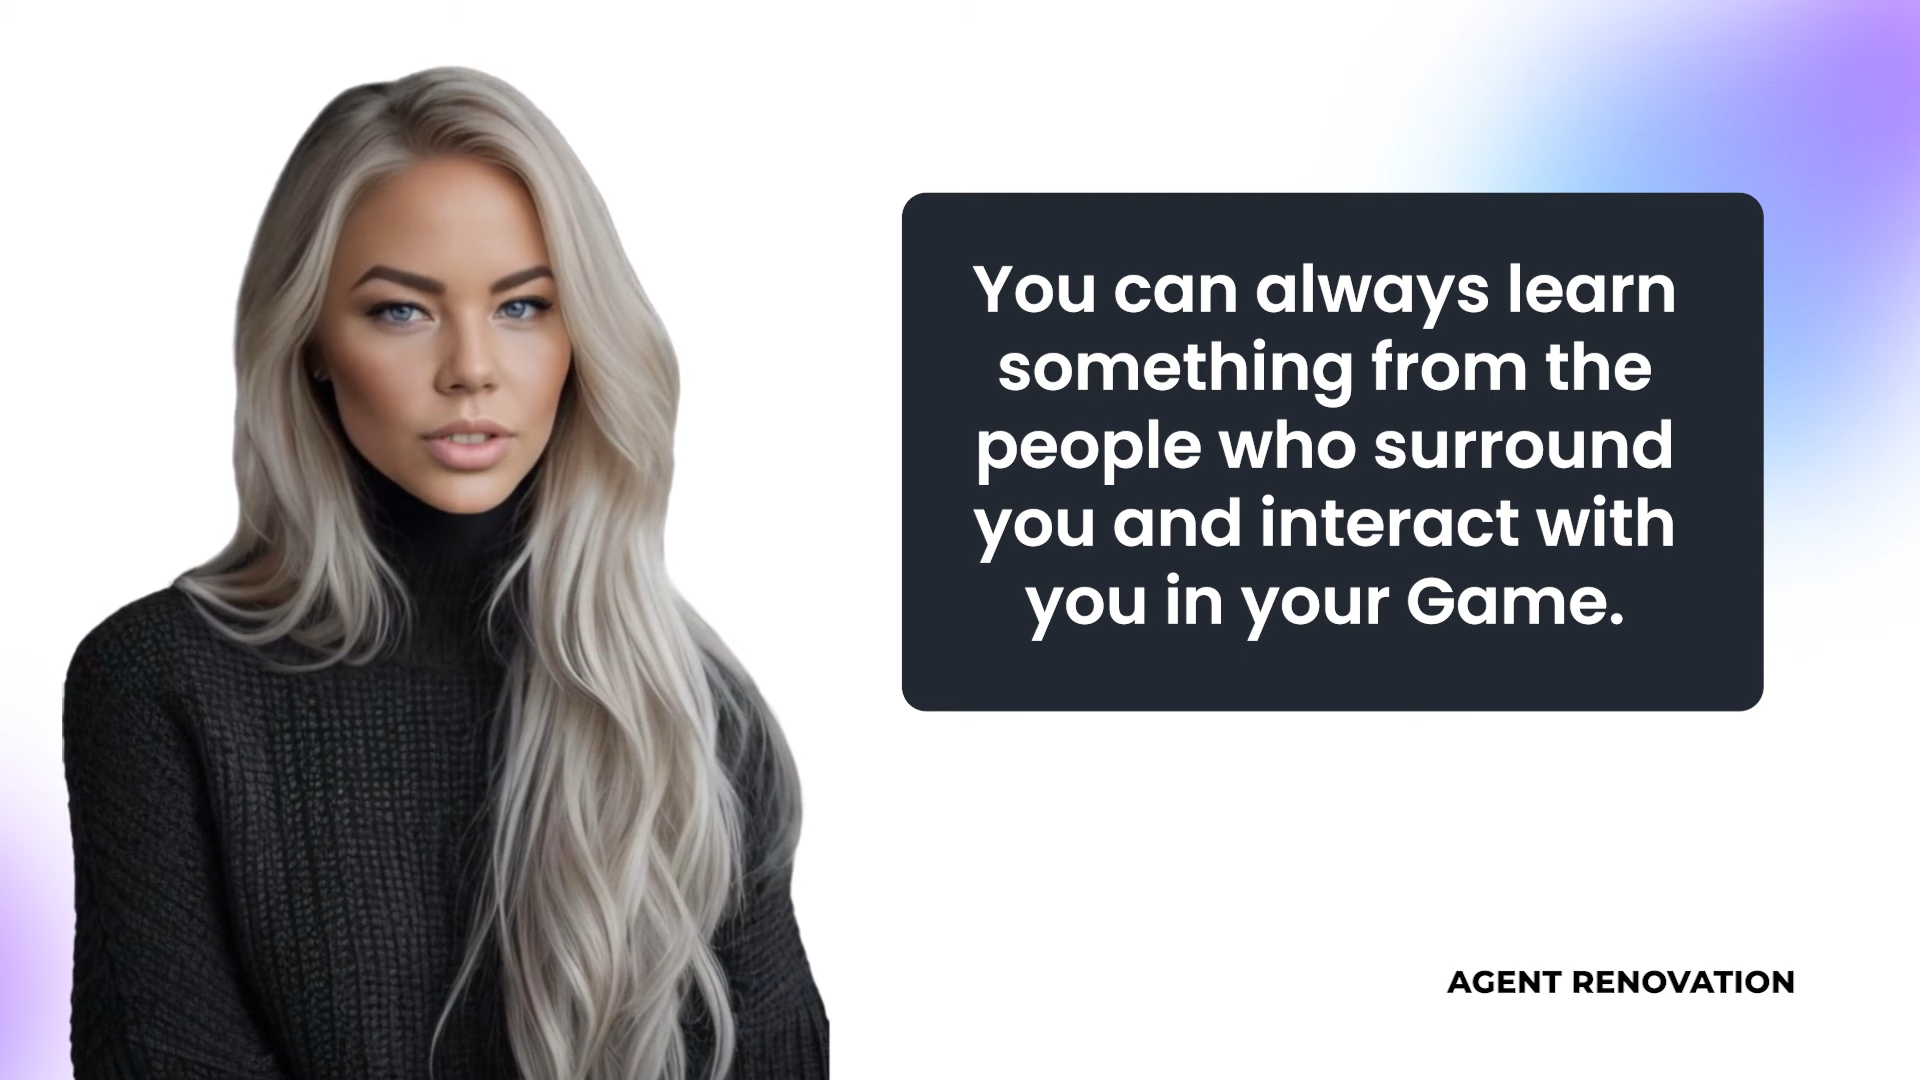 You can always learn
something from the
people who surround
you and interact with
you in your Game.
AGENT RENOVATION